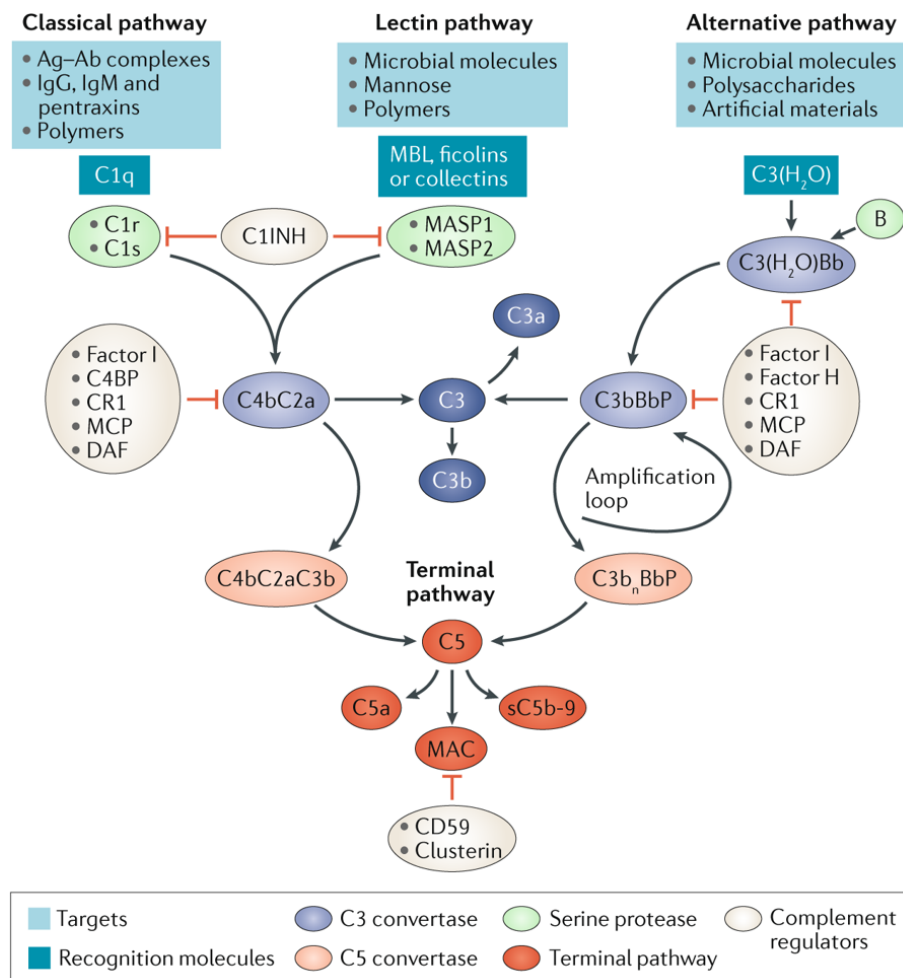 Classical pathway
• Ag–Ab complexes
• IgG, IgM and
pentraxins
• Polymers
C1q
• C1r
• C1s
Lectin pathway
• Microbial molecules
• Mannose
• Polymers
MBL, ficolins
or collectins
• MASP1
• MASP2
C1INH
Alternative pathway
• Microbial molecules
• Polysaccharides
• Artificial materials
C3(H₂O)
B
C3(H₂O)Bb
• Factor I
• C4BP
• CR1
• MCP
• DAF
C4bC2a
C3
C3a
C3b
C3bBbP
• Factor I
• Factor H
• CR1
• MCP
• DAF
Amplification
loop
C4bC2aC3b
Terminal
pathway
C3bₙBbP
C5
C5a
MAC
sC5b-9
• CD59
• Clusterin
Targets
Recognition molecules
C3 convertase
C5 convertase
Serine protease
Terminal pathway
Complement
regulators